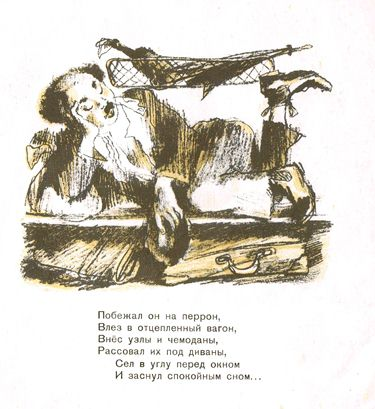 Побежал он на перрон,
Влез в отцепленный вагон,
Внёс узлы и чемоданы,
Рассовал их под диваны,
Сел в углу перед окном
И заснул спокойным сном...